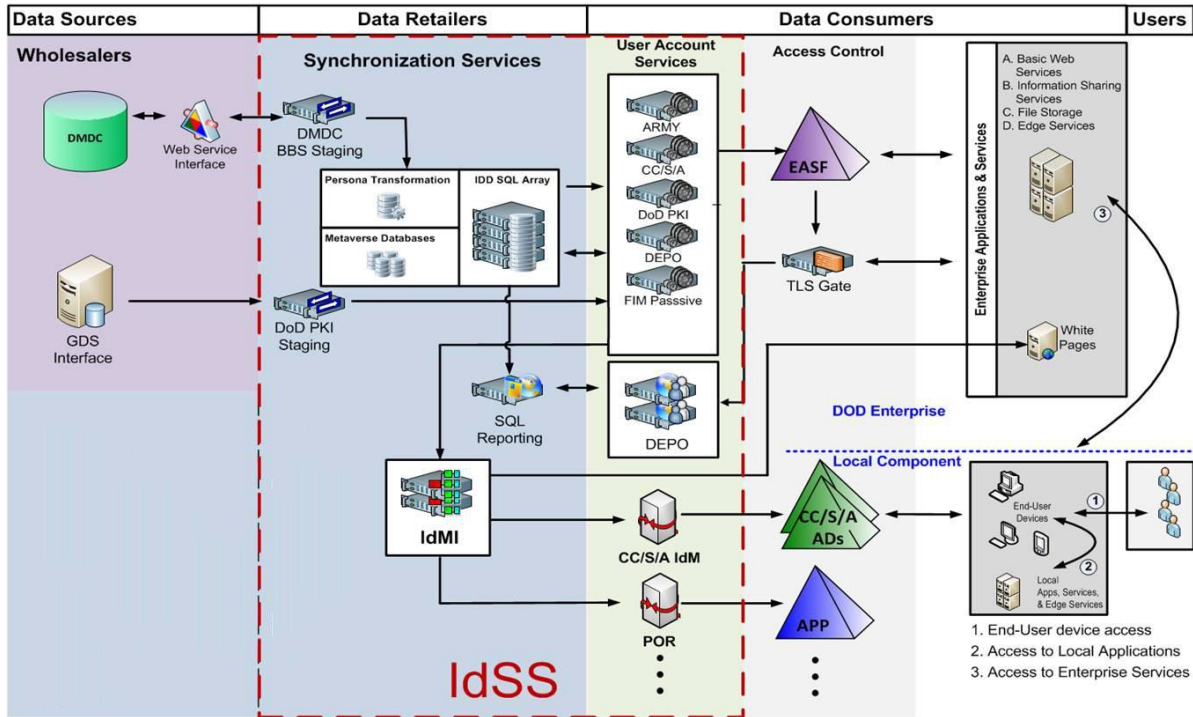 Data Sources
Data Retailers
Data Consumers
Users
Wholesalers
Synchronization Services
User Account
Services
Access Control
DMDC
Web Service
Interface
DMDC
BBS Staging
Persona Transformation
IDD SQL Array
Metaverse Databases
GDS
Interface
DoD PKI
Staging
SQL
Reporting
ARMY
CC/S/A
DoD PKI
DEPO
FIM Passsive
DEPO
EASF
TLS Gate
Enterprise Applications & Services
A. Basic Web
Services
B. Information Sharing
Services
C. File Storage
D. Edge Services
3
White
Pages
DOD Enterprise
Local Component
IdMI
CC/S/A IdM
POR
CC/S/A
ADs
APP
End-User
Devices
1
2
Local
Apps, Services,
& Edge Services
1. End-User device access
2. Access to Local Applications
3. Access to Enterprise Services
IdSS